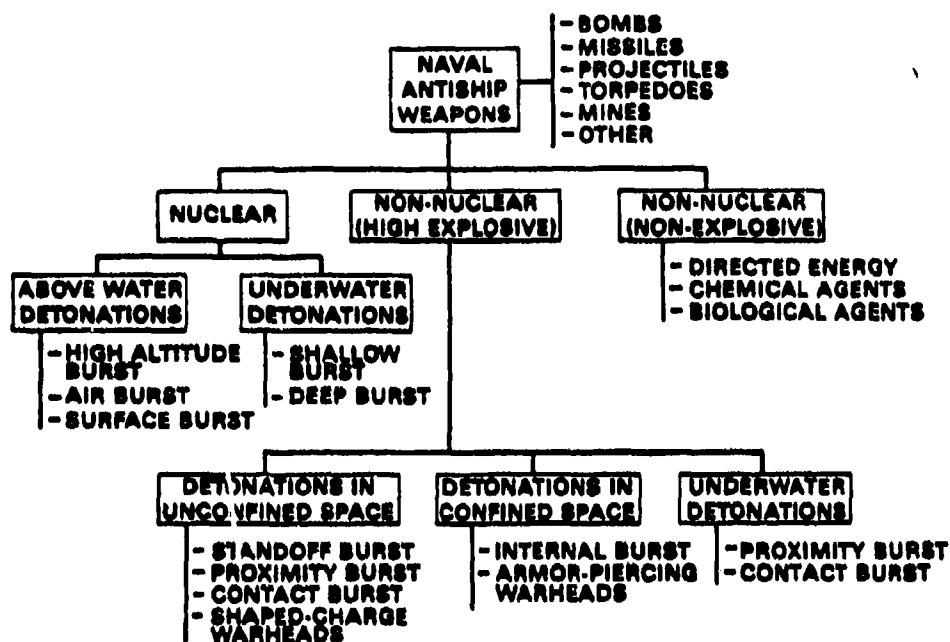 NAVAL
ANTISHIP
WEAPONS
- BOMBS
- MISSILES
- PROJECTILES
- TORPEDOES
- MINES
- OTHER
NUCLEAR
NON-NUCLEAR
(HIGH EXPLOSIVE)
NON-NUCLEAR
(NON-EXPLOSIVE)
- DIRECTED ENERGY
- CHEMICAL AGENTS
- BIOLOGICAL AGENTS
ABOVE WATER
DETONATIONS
- HIGH ALTITUDE
BURST
- AIR BURST
- SURFACE BURST
UNDERWATER
DETONATIONS
- SHALLOW
BURST
- DEEP BURST
DETONATIONS IN
UNCONFINED SPACE
- STANDOFF BURST
- PROXIMITY BURST
- CONTACT BURST
- SHAPED-CHARGE
WARHEADS
DETONATIONS IN
CONFINED SPACE
- INTERNAL BURST
- ARMOR-PIERCING
WARHEADS
UNDERWATER
DETONATIONS
- PROXIMITY BURST
- CONTACT BURST